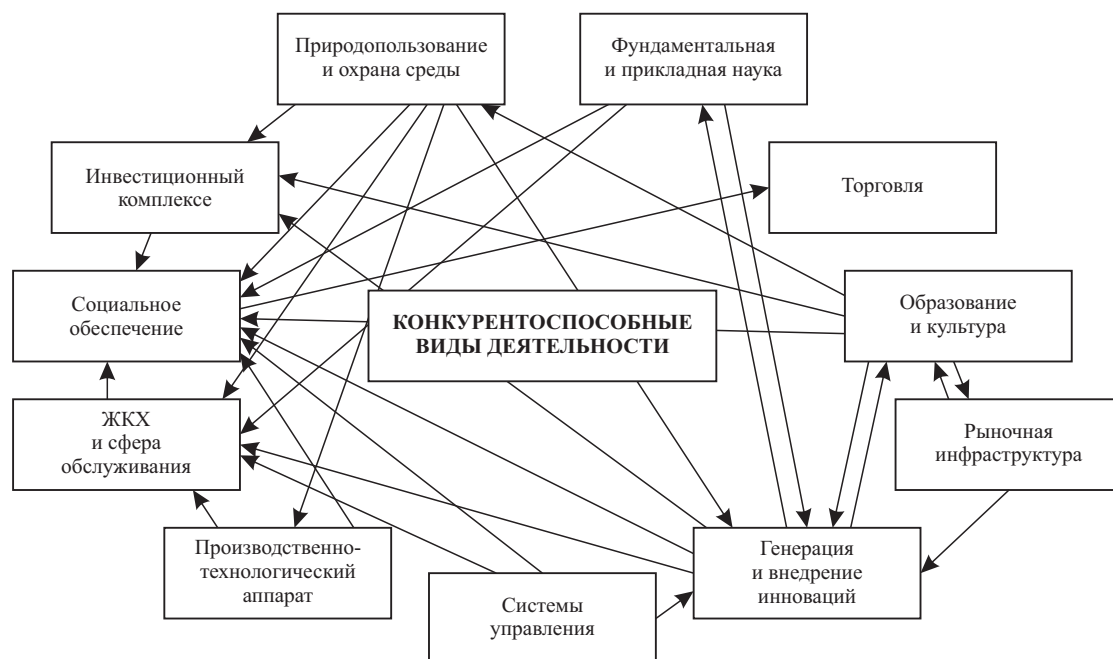 Природопользование
и охрана среды
Фундаментальная
и прикладная наука
Инвестиционный
комплексе
Торговля
Социальное
обеспечение
КОНКУРЕНТОСПОСОБНЫЕ
ВИДЫ ДЕЯТЕЛЬНОСТИ
Образование
и культура
ЖКХ
и сфера
обслуживания
Рыночная
инфраструктура
Производственно-
технологический
аппарат
Системы
управления
Генерация
и внедрение
инноваций